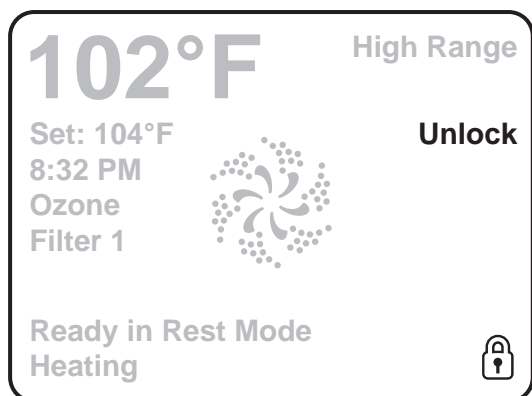 102°F
High Range
Set: 104°F
Unlock
8:32 PM
Ozone
Filter 1
Ready in Rest Mode
Heating